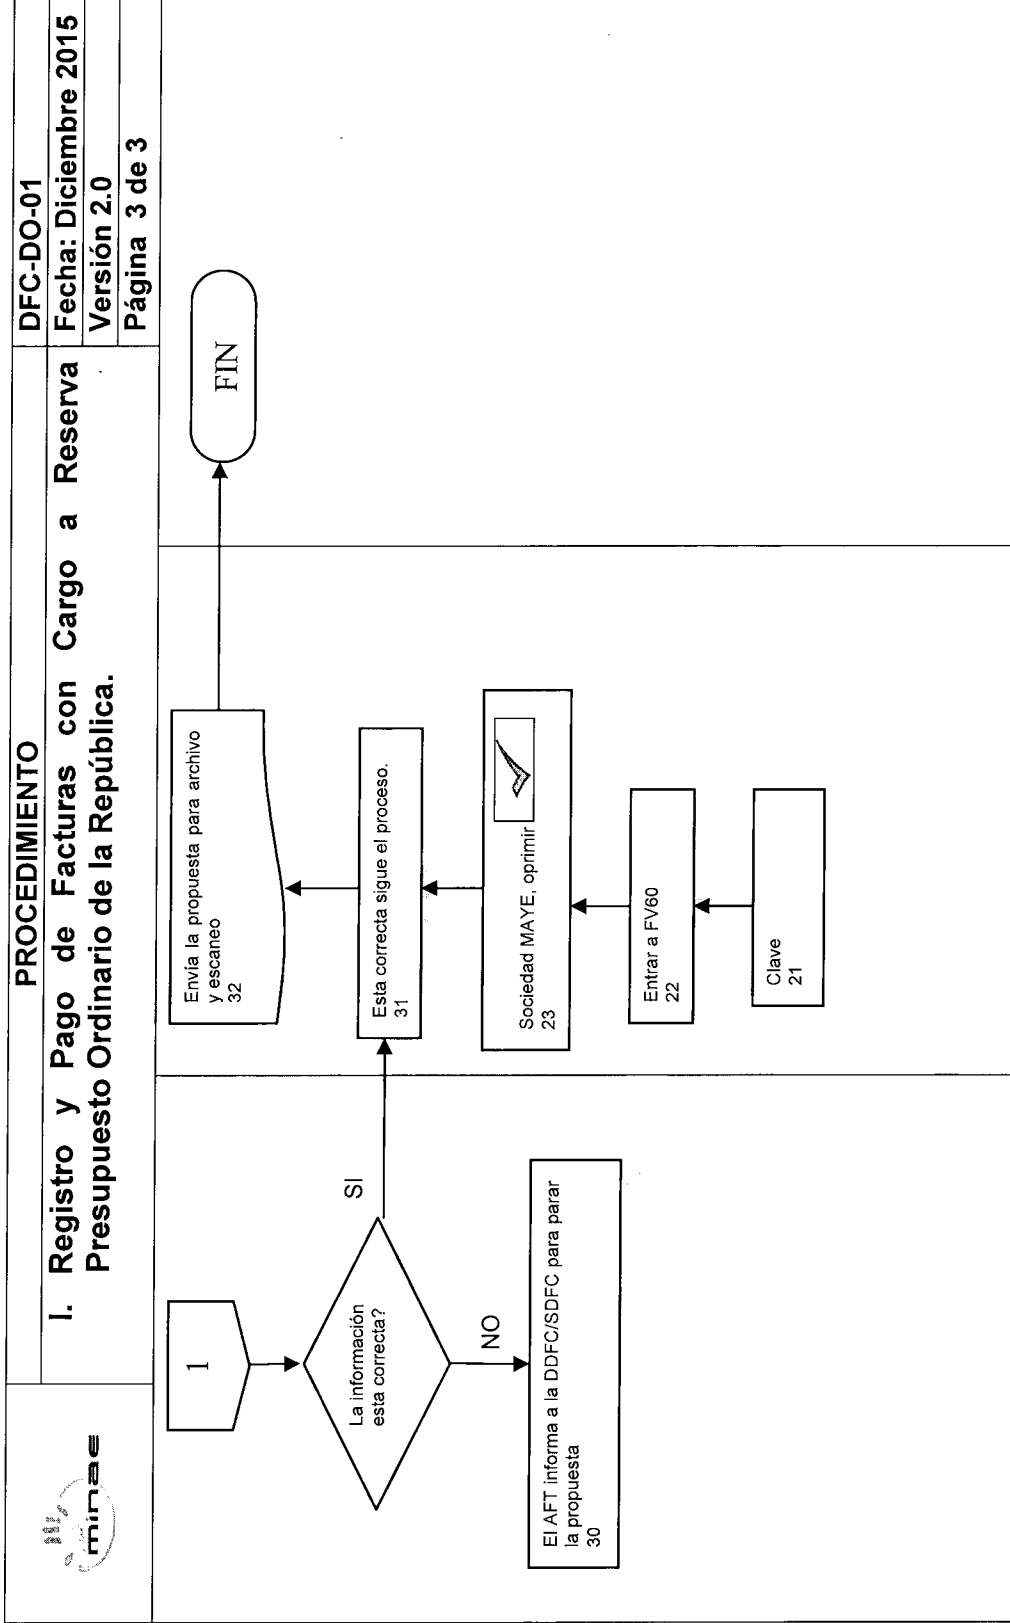 minae
PROCEDIMIENTO
DFC-DO-01
I. Registro y Pago de Facturas con Cargo a Reserva
Presupuesto Ordinario de la República.
Fecha: Diciembre 2015
Versión 2.0
Página 3 de 3
1
La información
esta correcta?
SI
NO
El AFT informa a la DDFC/SDFC para parar
la propuesta
30
Envía la propuesta para archivo
y escaneo
32
Esta correcta sigue el proceso.
31
Sociedad MAYE, oprimir
23
Entrar a FV60
22
Clave
21
FIN